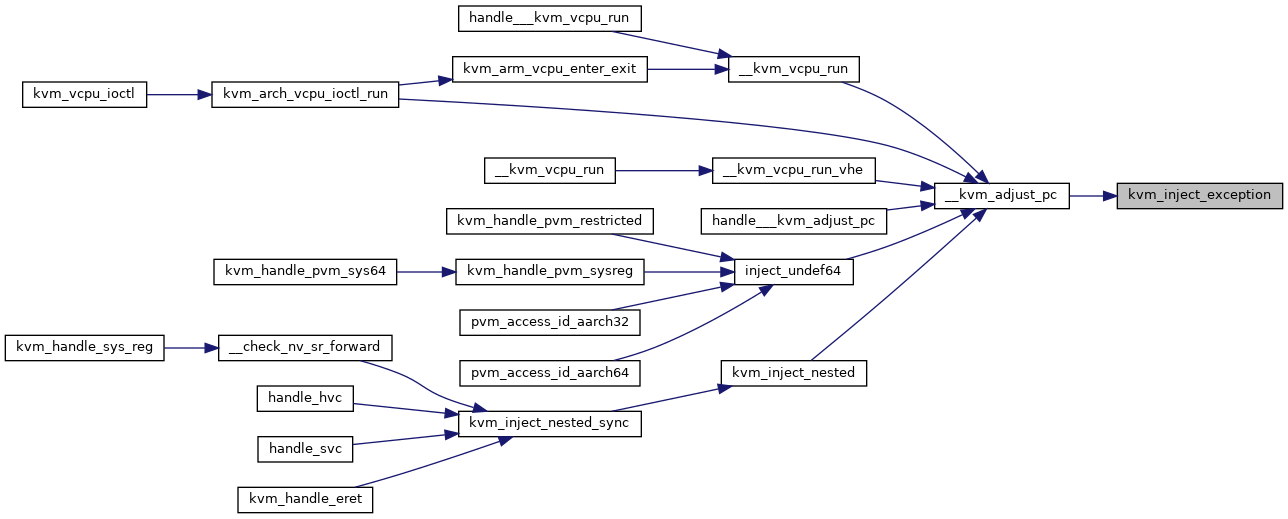 handle___kvm_vcpu_run
kvm_arm_vcpu_enter_exit
__kvm_vcpu_run
kvm_vcpu_ioctl
kvm_arch_vcpu_ioctl_run
__kvm_vcpu_run
__kvm_vcpu_run_vhe
__kvm_adjust_pc
kvm_inject_exception
kvm_handle_pvm_restricted
handle___kvm_adjust_pc
kvm_handle_pvm_sys64
kvm_handle_pvm_sysreg
inject_undef64
pvm_access_id_aarch32
kvm_handle_sys_reg
__check_nv_sr_forward
pvm_access_id_aarch64
kvm_inject_nested
handle_hvc
kvm_inject_nested_sync
handle_svc
kvm_handle_eret